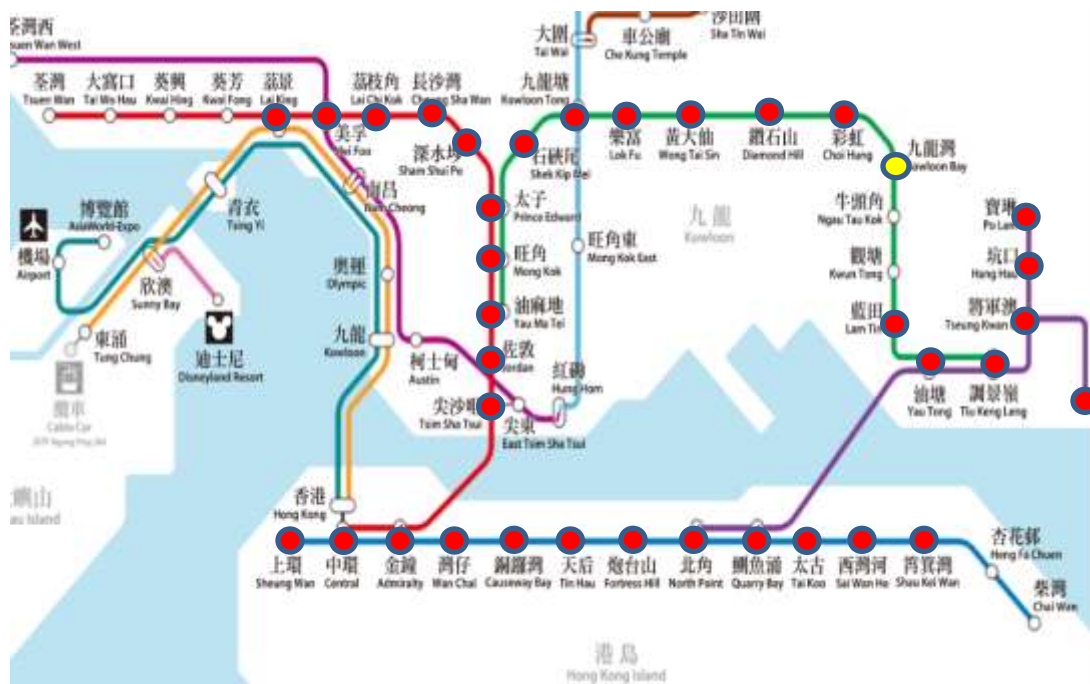 荃灣西
大圍
Tai Wai
車公廟
Che Kung Temple
沙田圍
Sha Tin Wai
荃灣
Tsuen Wan
大窩口
Tai Wo Hau
葵興
Kwai Hing
葵芳
Kwai Fong
荔景
Lai King
荔枝角
Lai Chi Kok
長沙灣
九龍塘
Kowloon Tong
美孚
深水埗
Sham Shui Po
石硤尾
Shek Kip Mei
樂富
Lok Fu
黃大仙
Wong Tai Sin
鑽石山
Diamond Hill
彩虹
Choi Hung
九龍灣
南昌
太子
Prince Edward
九龍
Kowloon
牛頭角
Ngau Tau Kok
寶琳
Po Lam
博覽館
AsiaWorld-Expo
青衣
Tsing Yi
機場
Airport
欣澳
Sunny Bay
奧運
Olympic
旺角
Mong Kok
旺角東
Mong Kok East
觀塘
Kwun Tong
坑口
Hang Hau
油麻地
Yau Ma Tei
藍田
Lam Tin
將軍澳
Tseung Kwan
東涌
Tung Chung
迪士尼
Disneyland Resort
九龍
Kowloon
柯士甸
Austin
佐敦
Jordan
紅磡
Hung Hom
油塘
Yau Tong
調景嶺
Tiu Keng Leng
纜車
Cable Car
尖沙咀
Tsim Sha Tsui
尖東
East Tsim Sha Tsui
香港
Hong Kong
上環
Sheung Wan
中環
Central
金鐘
Admiralty
灣仔
Wan Chai
銅鑼灣
Causeway Bay
天后
Tin Hau
炮台山
Fortress Hill
北角
North Point
鰂魚涌
Quarry Bay
太古
Tai Koo
西灣河
Sai Wan Ho
筲箕灣
Shau Kei Wan
杏花邨
Heng Fa Chuen
柴灣
Chai Wan
港島
Hong Kong Island